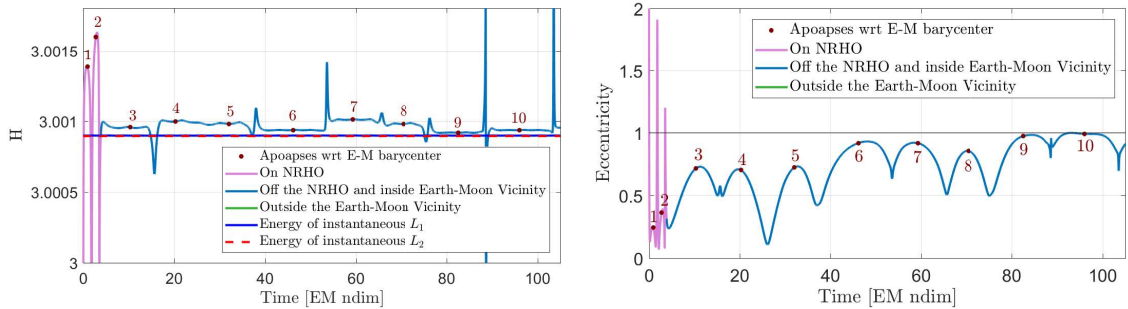 H
3.0015
3.001
3.0005
3
0
20
40
60
80
100
Time [EM ndim]
1
2
3
4
5
6
7
8
9
10
Apoapses wrt E-M barycenter
On NRHO
Off the NRHO and inside Earth-Moon Vicinity
Outside the Earth-Moon Vicinity
Energy of instantaneous L₁
Energy of instantaneous L₂
Eccentricity
2
1.5
1
0.5
0
0
20
40
60
80
100
Time [EM ndim]
1
2
3
4
5
6
7
8
9
10
Apoapses wrt E-M barycenter
On NRHO
Off the NRHO and inside Earth-Moon Vicinity
Outside the Earth-Moon Vicinity